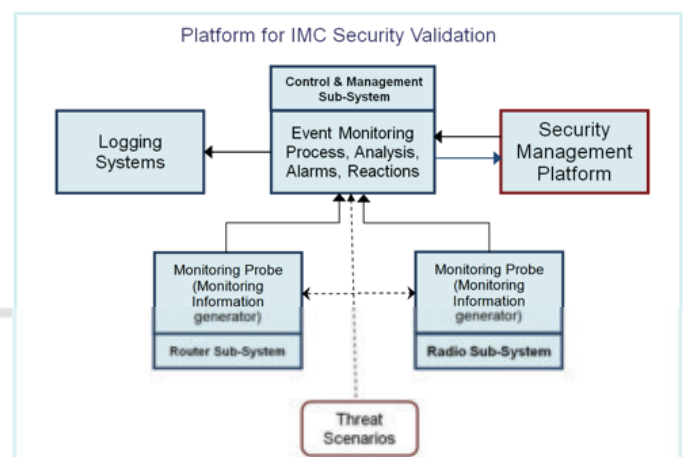 Platform for IMC Security Validation
Control & Management
Sub-System
Logging
Systems
Event Monitoring
Process, Analysis,
Alarms, Reactions
Security
Management
Platform
Monitoring Probe
(Monitoring
Information
generator)
Router Sub-System
Monitoring Probe
(Monitoring
Information
generator)
Radio Sub-System
Threat
Scenarios